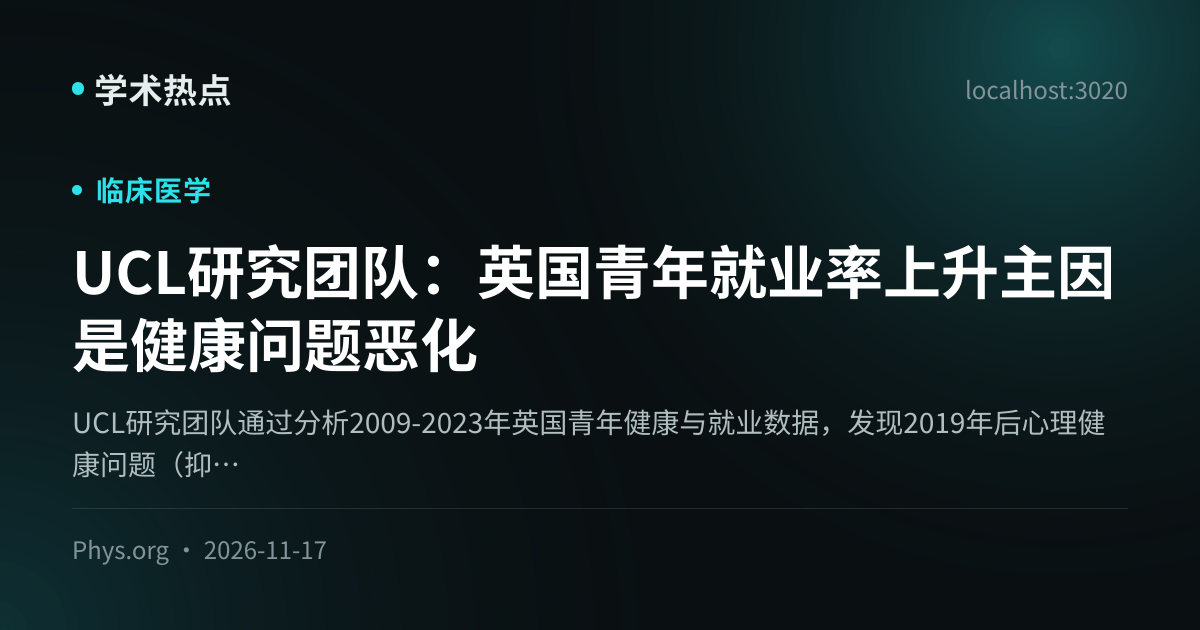 学术热点
localhost:3020
临床医学
UCL研究团队：英国青年就业率上升主因
是健康问题恶化
UCL研究团队通过分析2009-2023年英国青年健康与就业数据，发现2019年后心理健
康问题（抑…
Phys.org · 2026-11-17